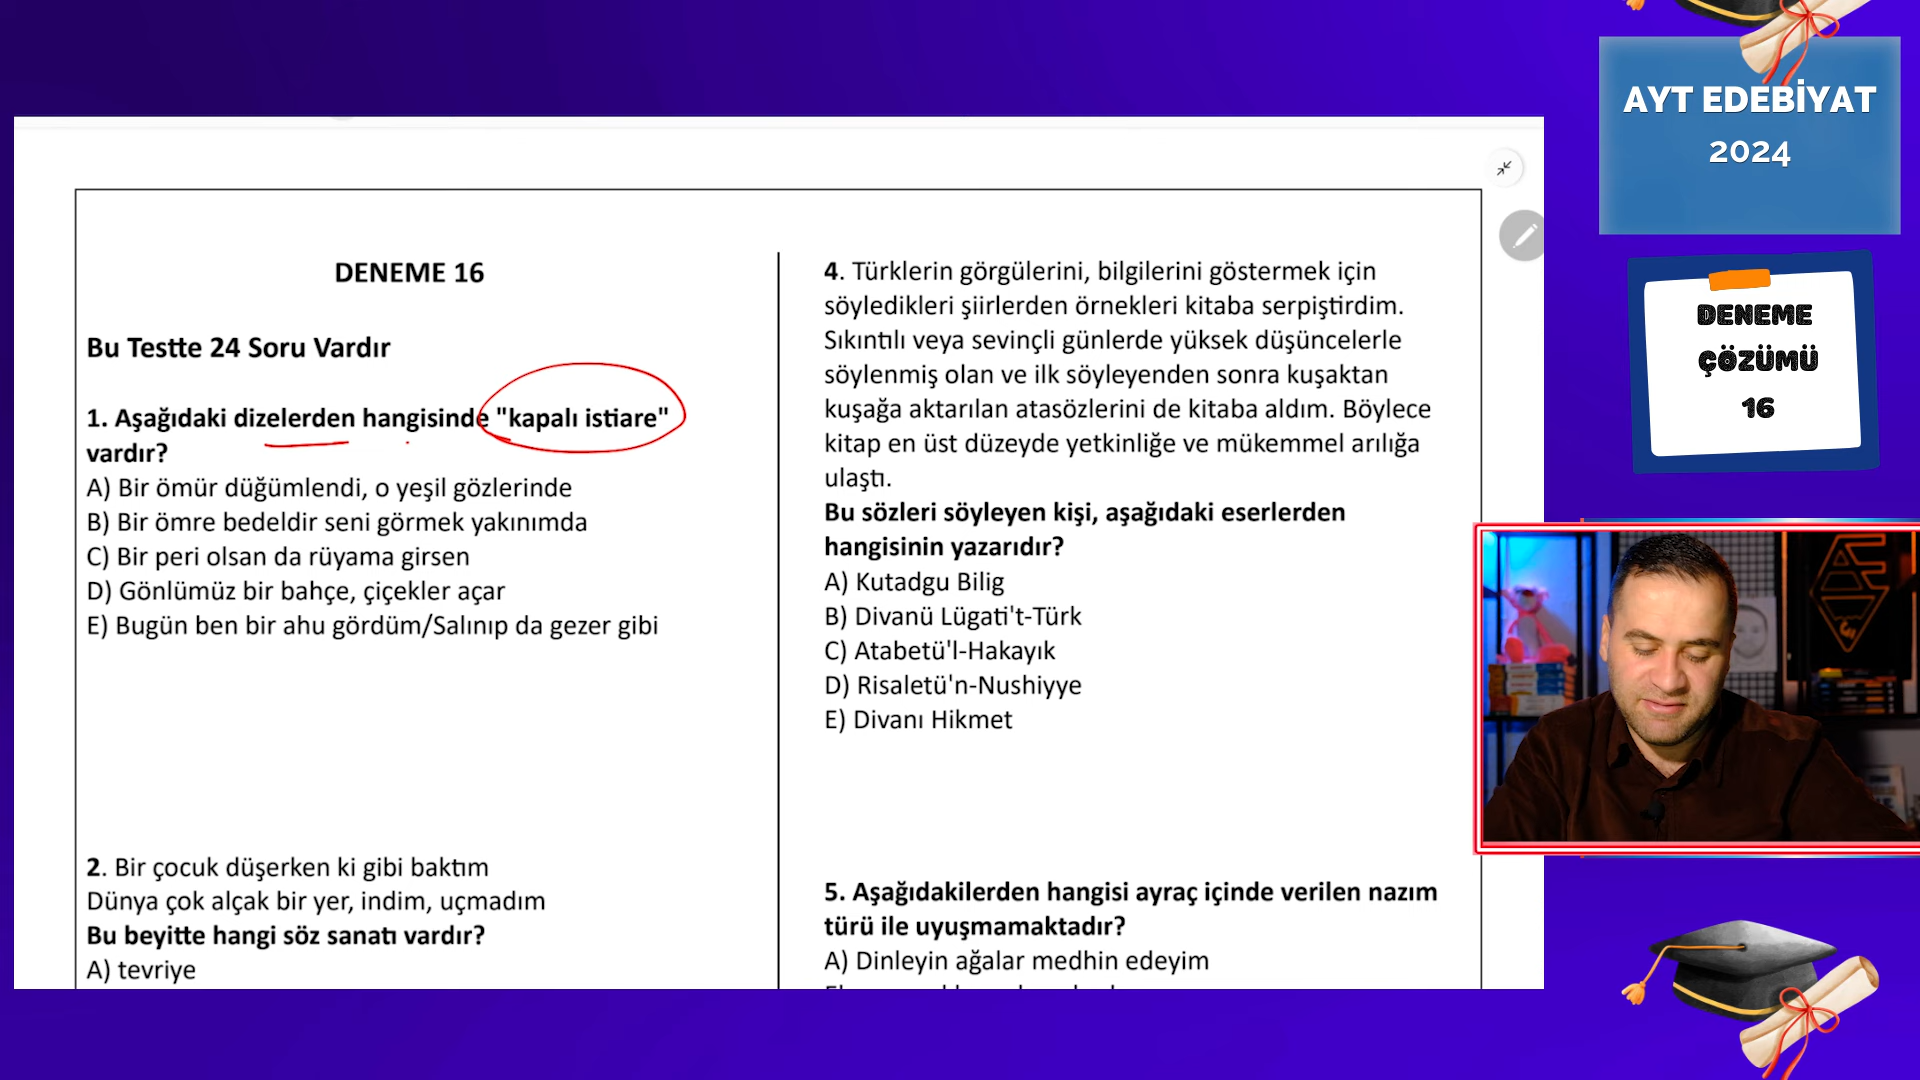 DENEME 16
Bu Testte 24 Soru Vardır
1. Aşağıdaki dizelerden hangisinde "kapalı istiare"
vardır?
A) Bir ömür düğümlendi, o yeşil gözlerinde
B) Bir ömre bedeldir seni görmek yakınımda
C) Bir peri olsan da rüyama girsen
D) Gönlümüz bir bahçe, çiçekler açar
E) Bugün ben bir ahu gördüm/Salınıp da gezer gibi
2. Bir çocuk düşerken ki gibi baktım
Dünya çok alçak bir yer, indim, uçmadım
Bu beyitte hangi söz sanatı vardır?
A) tevriye
4. Türklerin görgülerini, bilgilerini göstermek için
söyledikleri şiirlerden örnekleri kitaba serpiştirdim.
Sıkıntılı veya sevinçli günlerde yüksek düşüncelerle
söylenmiş olan ve ilk söyleyenden sonra kuşaktan
kuşağa aktarılan atasözlerini de kitaba aldım. Böylece
kitap en üst düzeyde yetkinliğe ve mükemmel arılığa
ulaştı.
Bu sözleri söyleyen kişi, aşağıdaki eserlerden
hangisinin yazarıdır?
A) Kutadgu Bilig
B) Divanü Lügati't-Türk
C) Atabetü'l-Hakayık
D) Risaletü'n-Nushiyye
E) Divanı Hikmet
5. Aşağıdakilerden hangisi ayraç içinde verilen nazım
türü ile uyuşmamaktadır?
A) Dinleyin ağalar medhin edeyim
AYT EDEBİYAT
2024
DENEME
ÇÖZÜMÜ
16